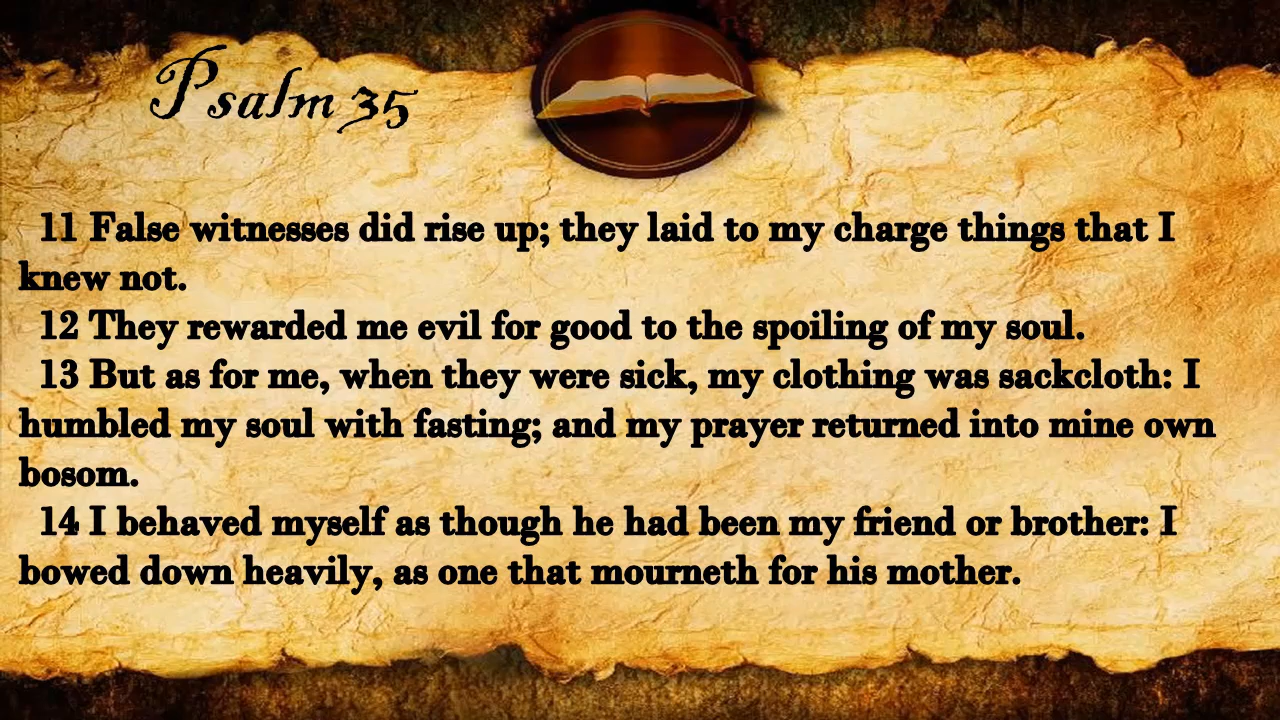 Psalm 35
11 False witnesses did rise up; they laid to my charge things that I
knew not.
12 They rewarded me evil for good to the spoiling of my soul.
13 But as for me, when they were sick, my clothing was sackcloth: I
humbled my soul with fasting; and my prayer returned into mine own
bosom.
14 I behaved myself as though he had been my friend or brother: I
bowed down heavily, as one that mourneth for his mother.